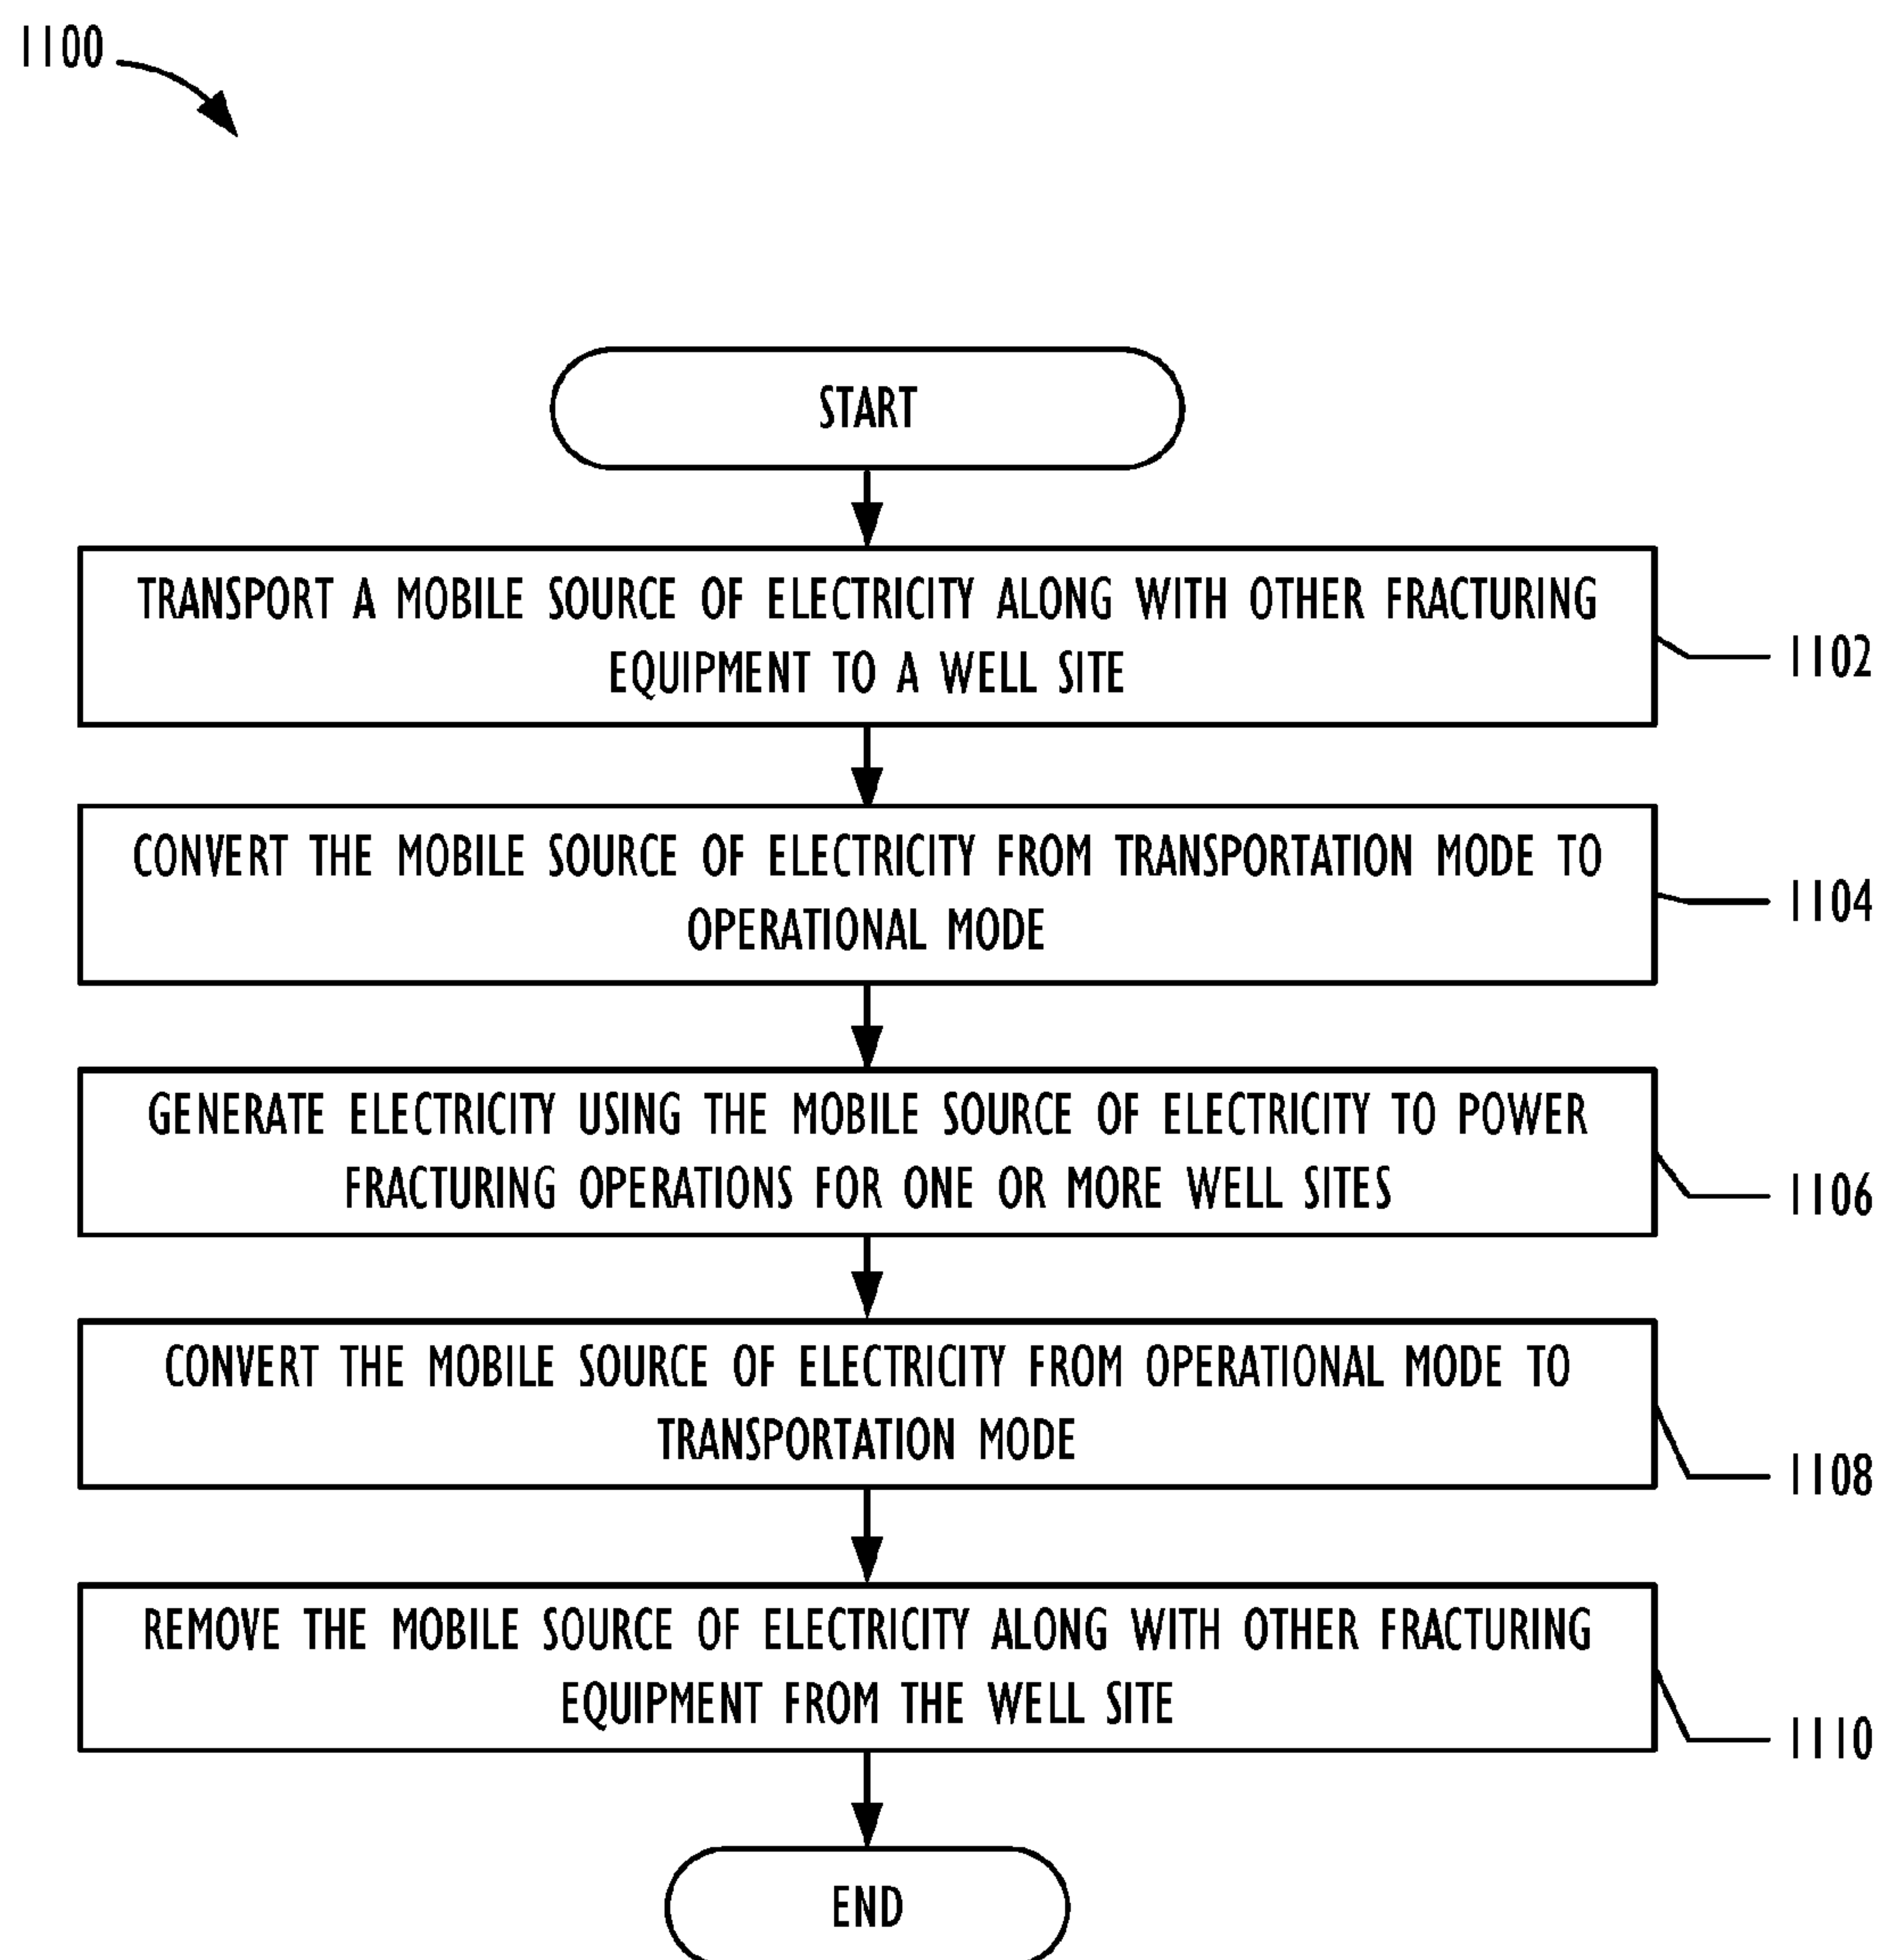 1100
START
TRANSPORT A MOBILE SOURCE OF ELECTRICITY ALONG WITH OTHER FRACTURING
EQUIPMENT TO A WELL SITE
1102
CONVERT THE MOBILE SOURCE OF ELECTRICITY FROM TRANSPORTATION MODE TO
OPERATIONAL MODE
1104
GENERATE ELECTRICITY USING THE MOBILE SOURCE OF ELECTRICITY TO POWER
FRACTURING OPERATIONS FOR ONE OR MORE WELL SITES
1106
CONVERT THE MOBILE SOURCE OF ELECTRICITY FROM OPERATIONAL MODE TO
TRANSPORTATION MODE
1108
REMOVE THE MOBILE SOURCE OF ELECTRICITY ALONG WITH OTHER FRACTURING
EQUIPMENT FROM THE WELL SITE
1110
END